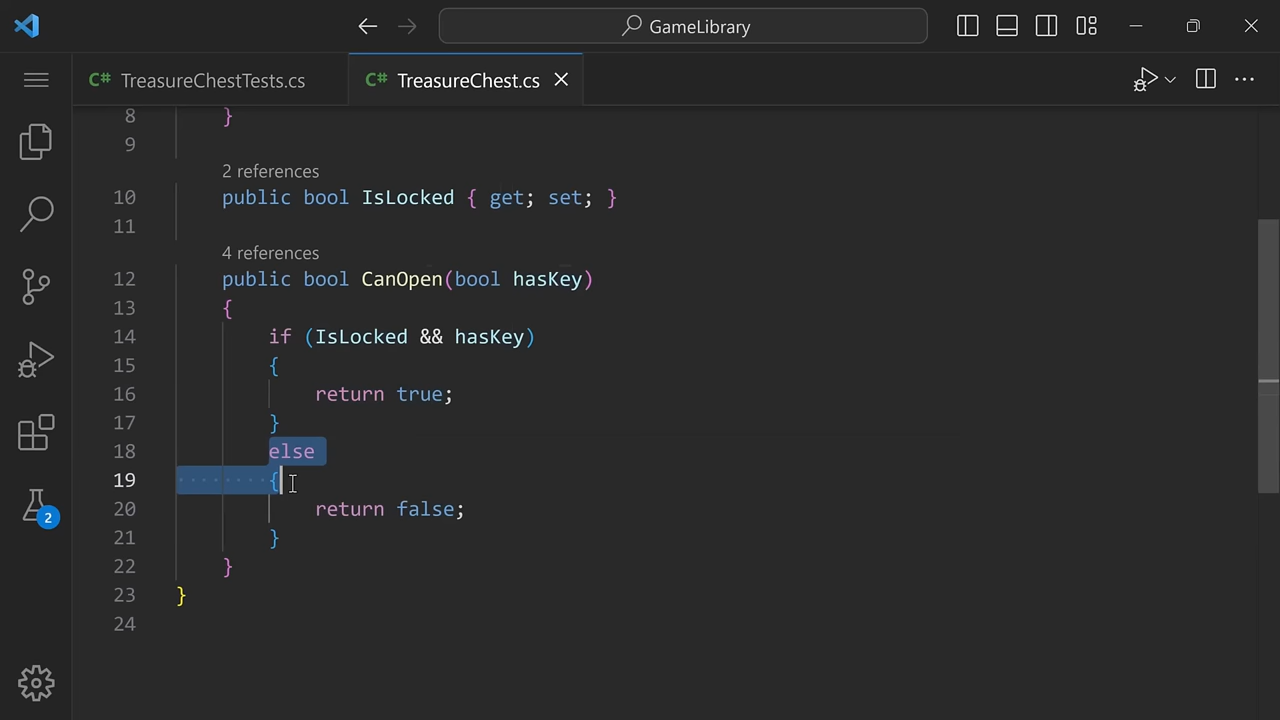 GameLibrary
C# TreasureChestTests.cs
C# TreasureChest.cs
8 }
9
2 references
10 public bool IsLocked { get; set; }
11
4 references
12 public bool CanOpen(bool hasKey)
13 {
14 if (IsLocked && hasKey)
15 {
16 return true;
17 }
18 else
19 {
20 return false;
21 }
22 }
23 }
24
2